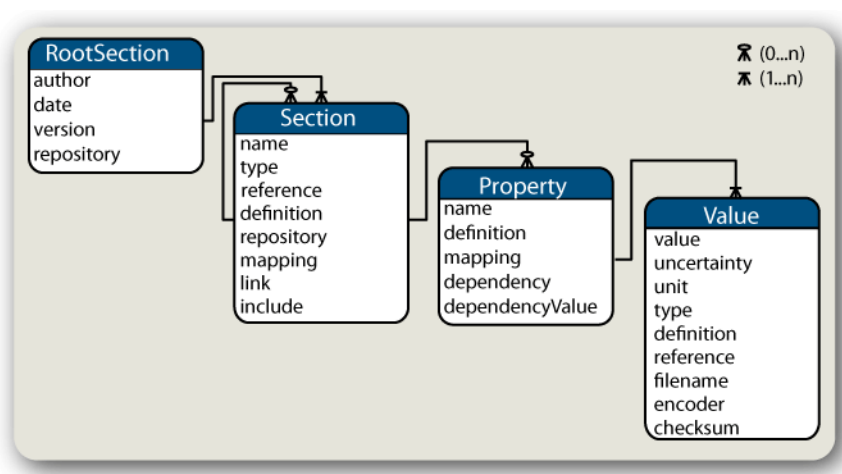 RootSection
author
date
version
repository
(0...n)
(1...n)
Section
name
type
reference
definition
repository
mapping
link
include
Property
name
definition
mapping
dependency
dependencyValue
Value
value
uncertainty
unit
type
definition
reference
filename
encoder
checksum